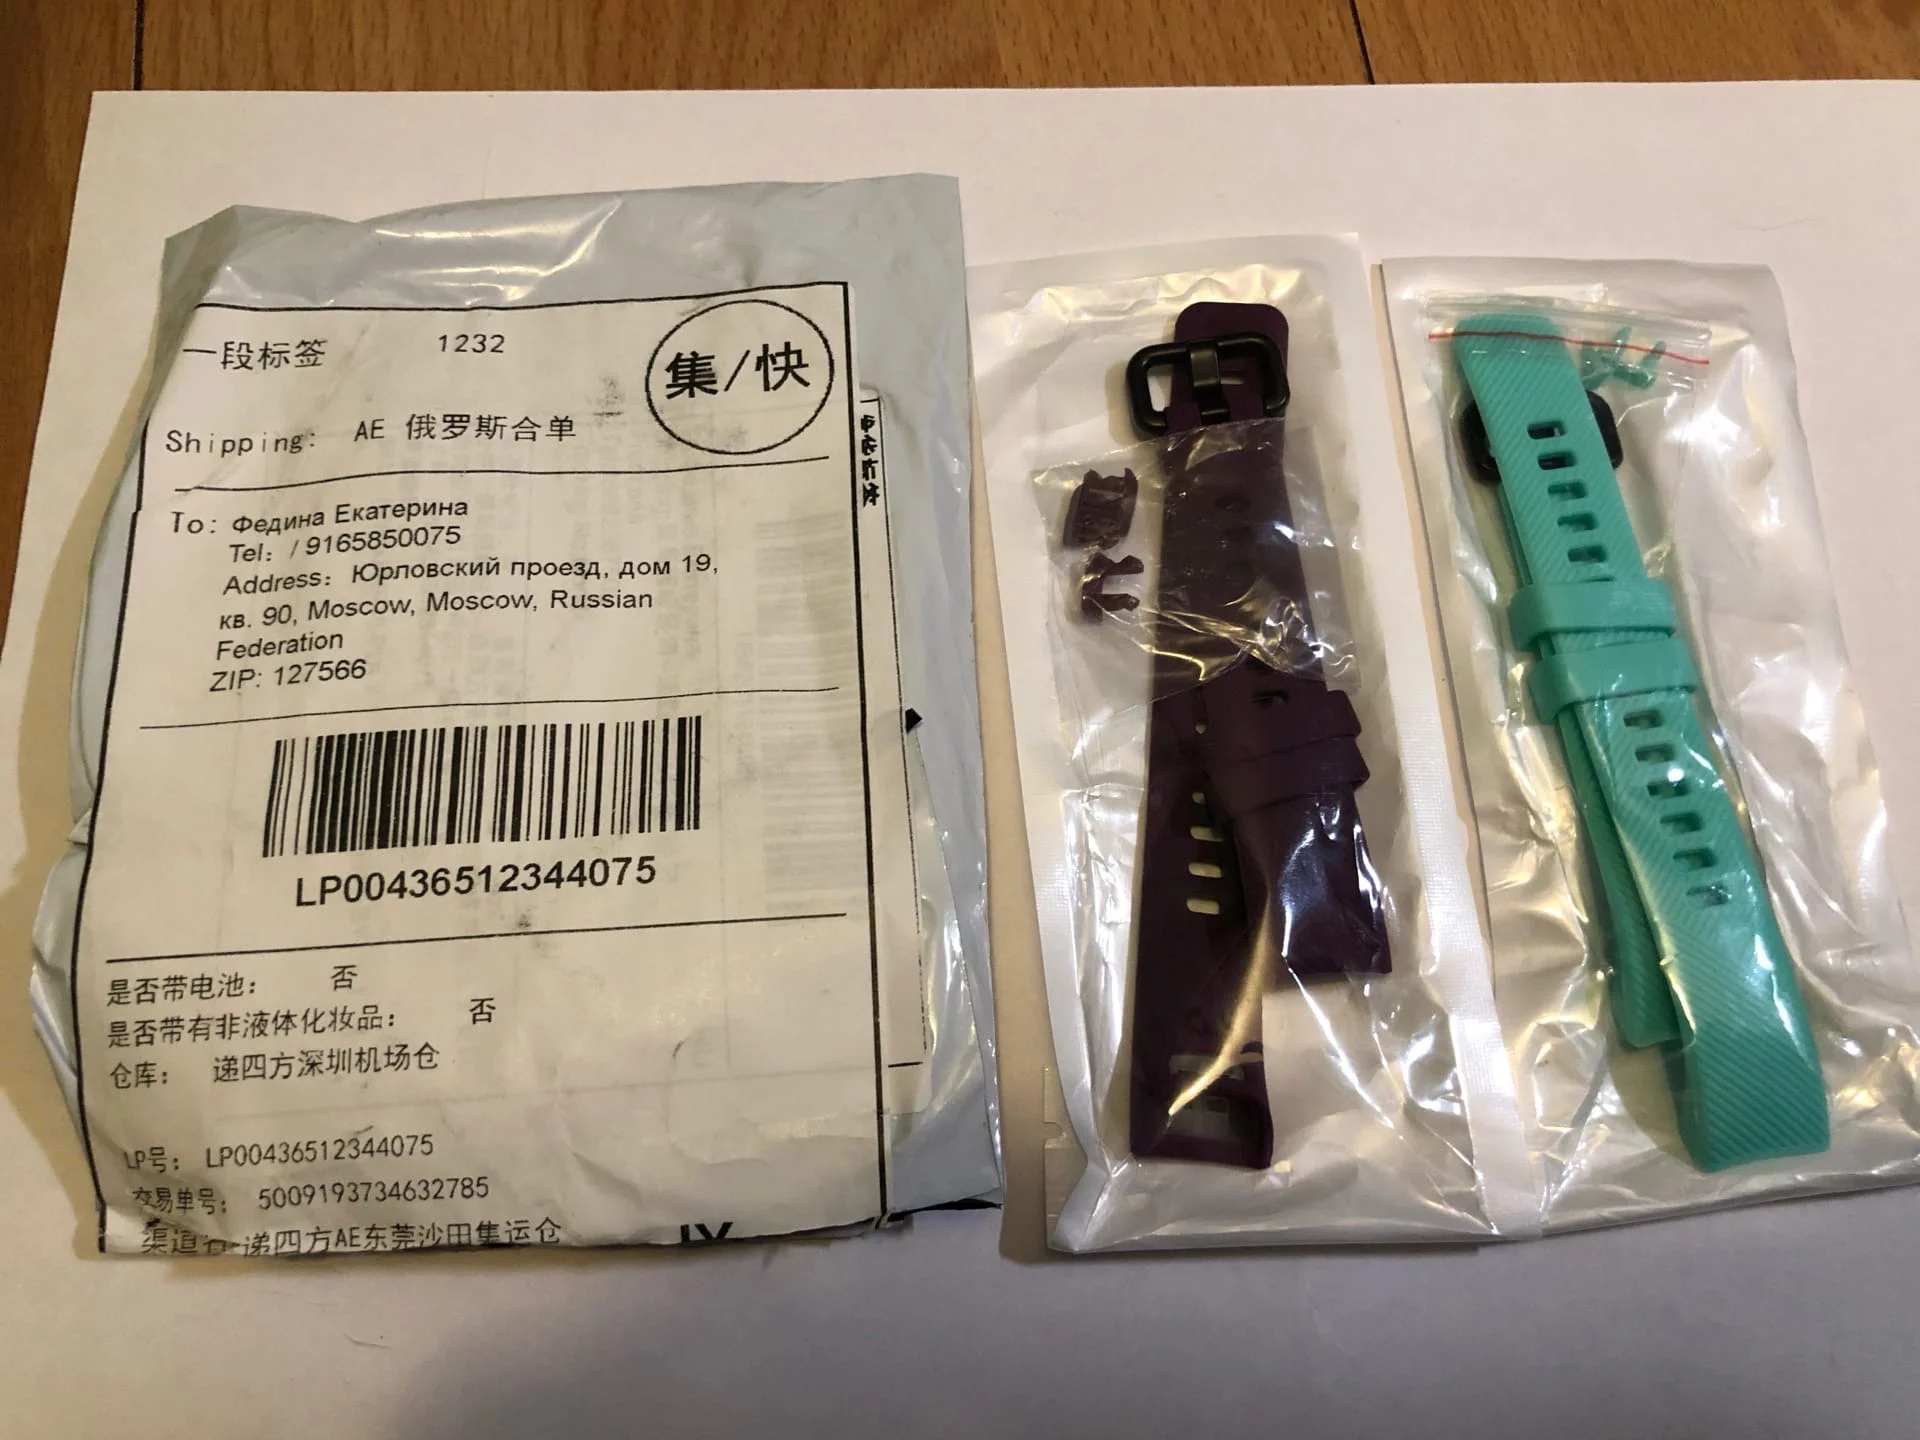 一段标签 1232
集/快
Shipping: AE 俄罗斯合单
To: Федина Екатерина
Tel: / 9165850075
Address: Юрловский проезд, дом 19,
кв. 90, Moscow, Moscow, Russian
Federation
ZIP: 127566
LP00436512344075
是否带电池: 否
是否带有非液体化妆品: 否
仓库: 递四方深圳机场仓
LP号: LP00436512344075
交易单号: 5009193734632785
渠道 递四方AE东莞沙田集运仓